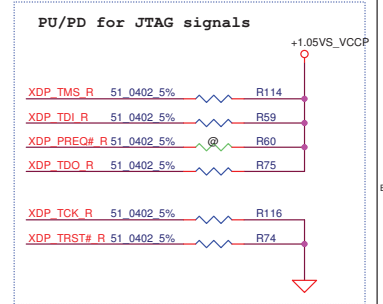 PU/PD for JTAG signals
+1.05VS_VCCP
XDP_TMS_R 51_0402_5% R114
XDP_TDI_R 51_0402_5% R59
XDP_PREQ#_R 51_0402_5% @ R60
XDP_TDO_R 51_0402_5% R75
XDP_TCK_R 51_0402_5% R116
XDP_TRST#_R 51_0402_5% R74